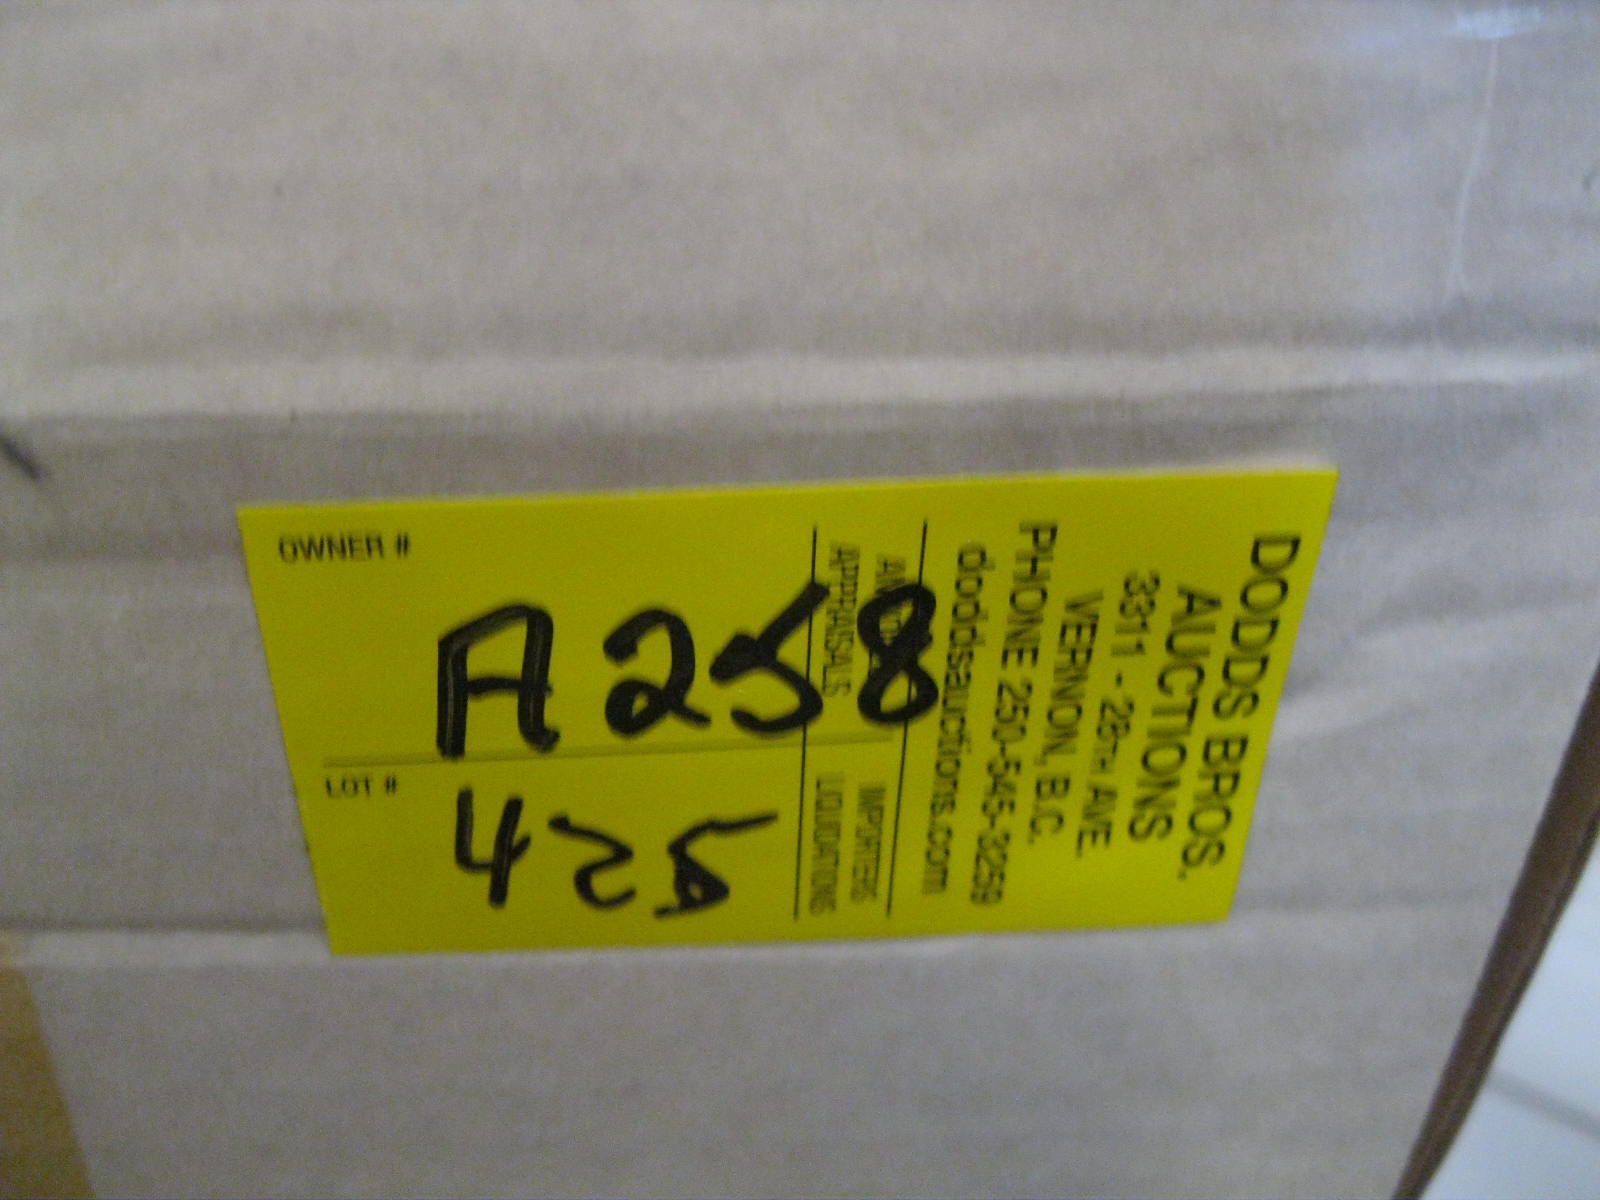 DODDS BROS.
AUCTIONS
3311 - 28TH AVE.
VERNON, B.C.
PHONE 250-545-3259
doddsauctions.com
IMPORTERS
APPRAISALS LIQUIDATIONS
OWNER #
A258
LOT #
425